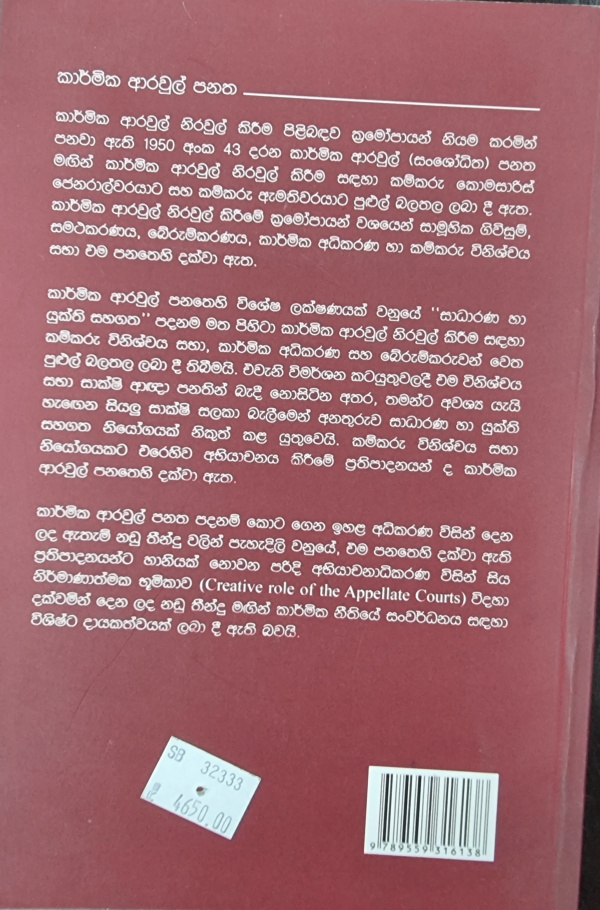 කාර්මික ආරවුල් පනත
කාර්මික ආරවුල් නිරවුල් කිරීම පිළිබඳව ක්‍රමෝපායන් නියම කරමින්
පනවා ඇති 1950 අංක 43 දරන කාර්මික ආරවුල් (සංශෝධිත) පනත
මඟින් කාර්මික ආරවුල් නිරවුල් කිරීම සඳහා කම්කරු කොමසාරිස්
ජෙනරාල්වරයාට සහ කම්කරු ඇමතිවරයාට පුළුල් බලතල ලබා දී ඇත.
කාර්මික ආරවුල් නිරවුල් කිරීමේ ක්‍රමෝපායන් වශයෙන් සාමූහික ගිවිසුම්,
සමථකරණය, බේරුම්කරණය, කාර්මික අධිකරණ හා කම්කරු විනිශ්චය
සභා එම පනතෙහි දක්වා ඇත.
කාර්මික ආරවුල් පනතෙහි විශේෂ ලක්ෂණයක් වනුයේ "සාධාරණ හා
යුක්ති සහගත" පදනම මත පිහිටා කාර්මික ආරවුල් නිරවුල් කිරීම සඳහා
කම්කරු විනිශ්චය සභා, කාර්මික අධිකරණ සහ බේරුම්කරුවන් වෙත
පුළුල් බලතල ලබා දී තිබීමයි. එවැනි විමර්ශන කටයුතුවලදී එම විනිශ්චය
සභා සාක්ෂි ආඥා පනතින් බැදී නොසිටින අතර, තමන්ට අවශ්‍ය යැයි
හැඟෙන සියලු සාක්ෂි සලකා බැලීමෙන් අනතුරුව සාධාරණ හා යුක්ති
සහගත නියෝගයක් නිකුත් කළ යුතුවෙයි. කම්කරු විනිශ්චය සභා
නියෝගයකට එරෙහිව අභියාචනය කිරීමේ ප්‍රතිපාදනයන් ද කාර්මික
ආරවුල් පනතෙහි දක්වා ඇත.
කාර්මික ආරවුල් පනත පදනම් කොට ගෙන ඉහළ අධිකරණ විසින් දෙන
ලද ඇතැම් නඩු තීන්දු වලින් පැහැදිලි වනුයේ, එම පනතෙහි දක්වා ඇති
ප්‍රතිපාදනයන්ට හානියක් නොවන පරිදි අභියාචනාධිකරණ විසින් සිය
නිර්මාණාත්මක භූමිකාව (Creative role of the Appellate Courts) විදහා
දක්වමින් දෙන ලද නඩු තීන්දු මඟින් කාර්මික නීතියේ සංවර්ධනය සඳහා
විශිෂ්ට දායකත්වයක් ලබා දී ඇති බවයි.
SB 32333
රු 4650.00
9 789559 316138